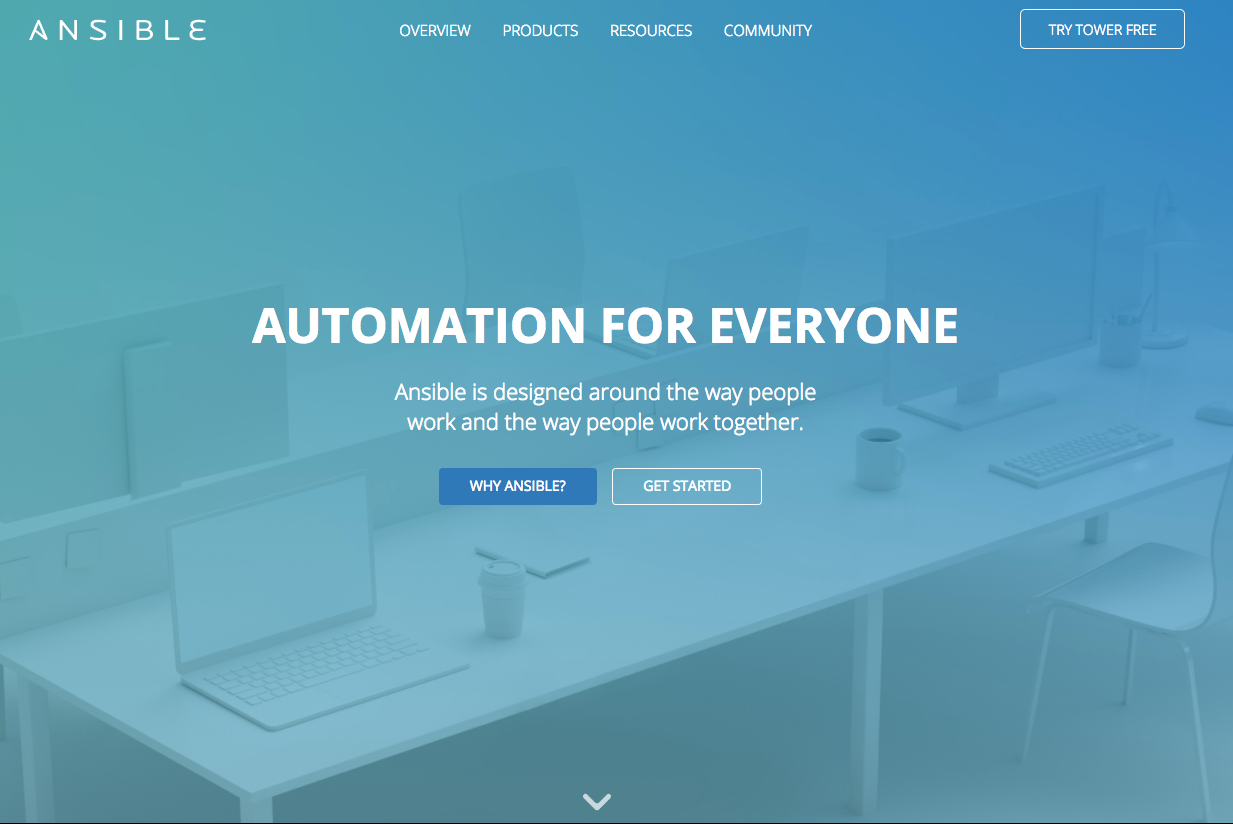 ANSIBLE
OVERVIEW PRODUCTS RESOURCES COMMUNITY
TRY TOWER FREE
AUTOMATION FOR EVERYONE
Ansible is designed around the way people
work and the way people work together.
WHY ANSIBLE? GET STARTED